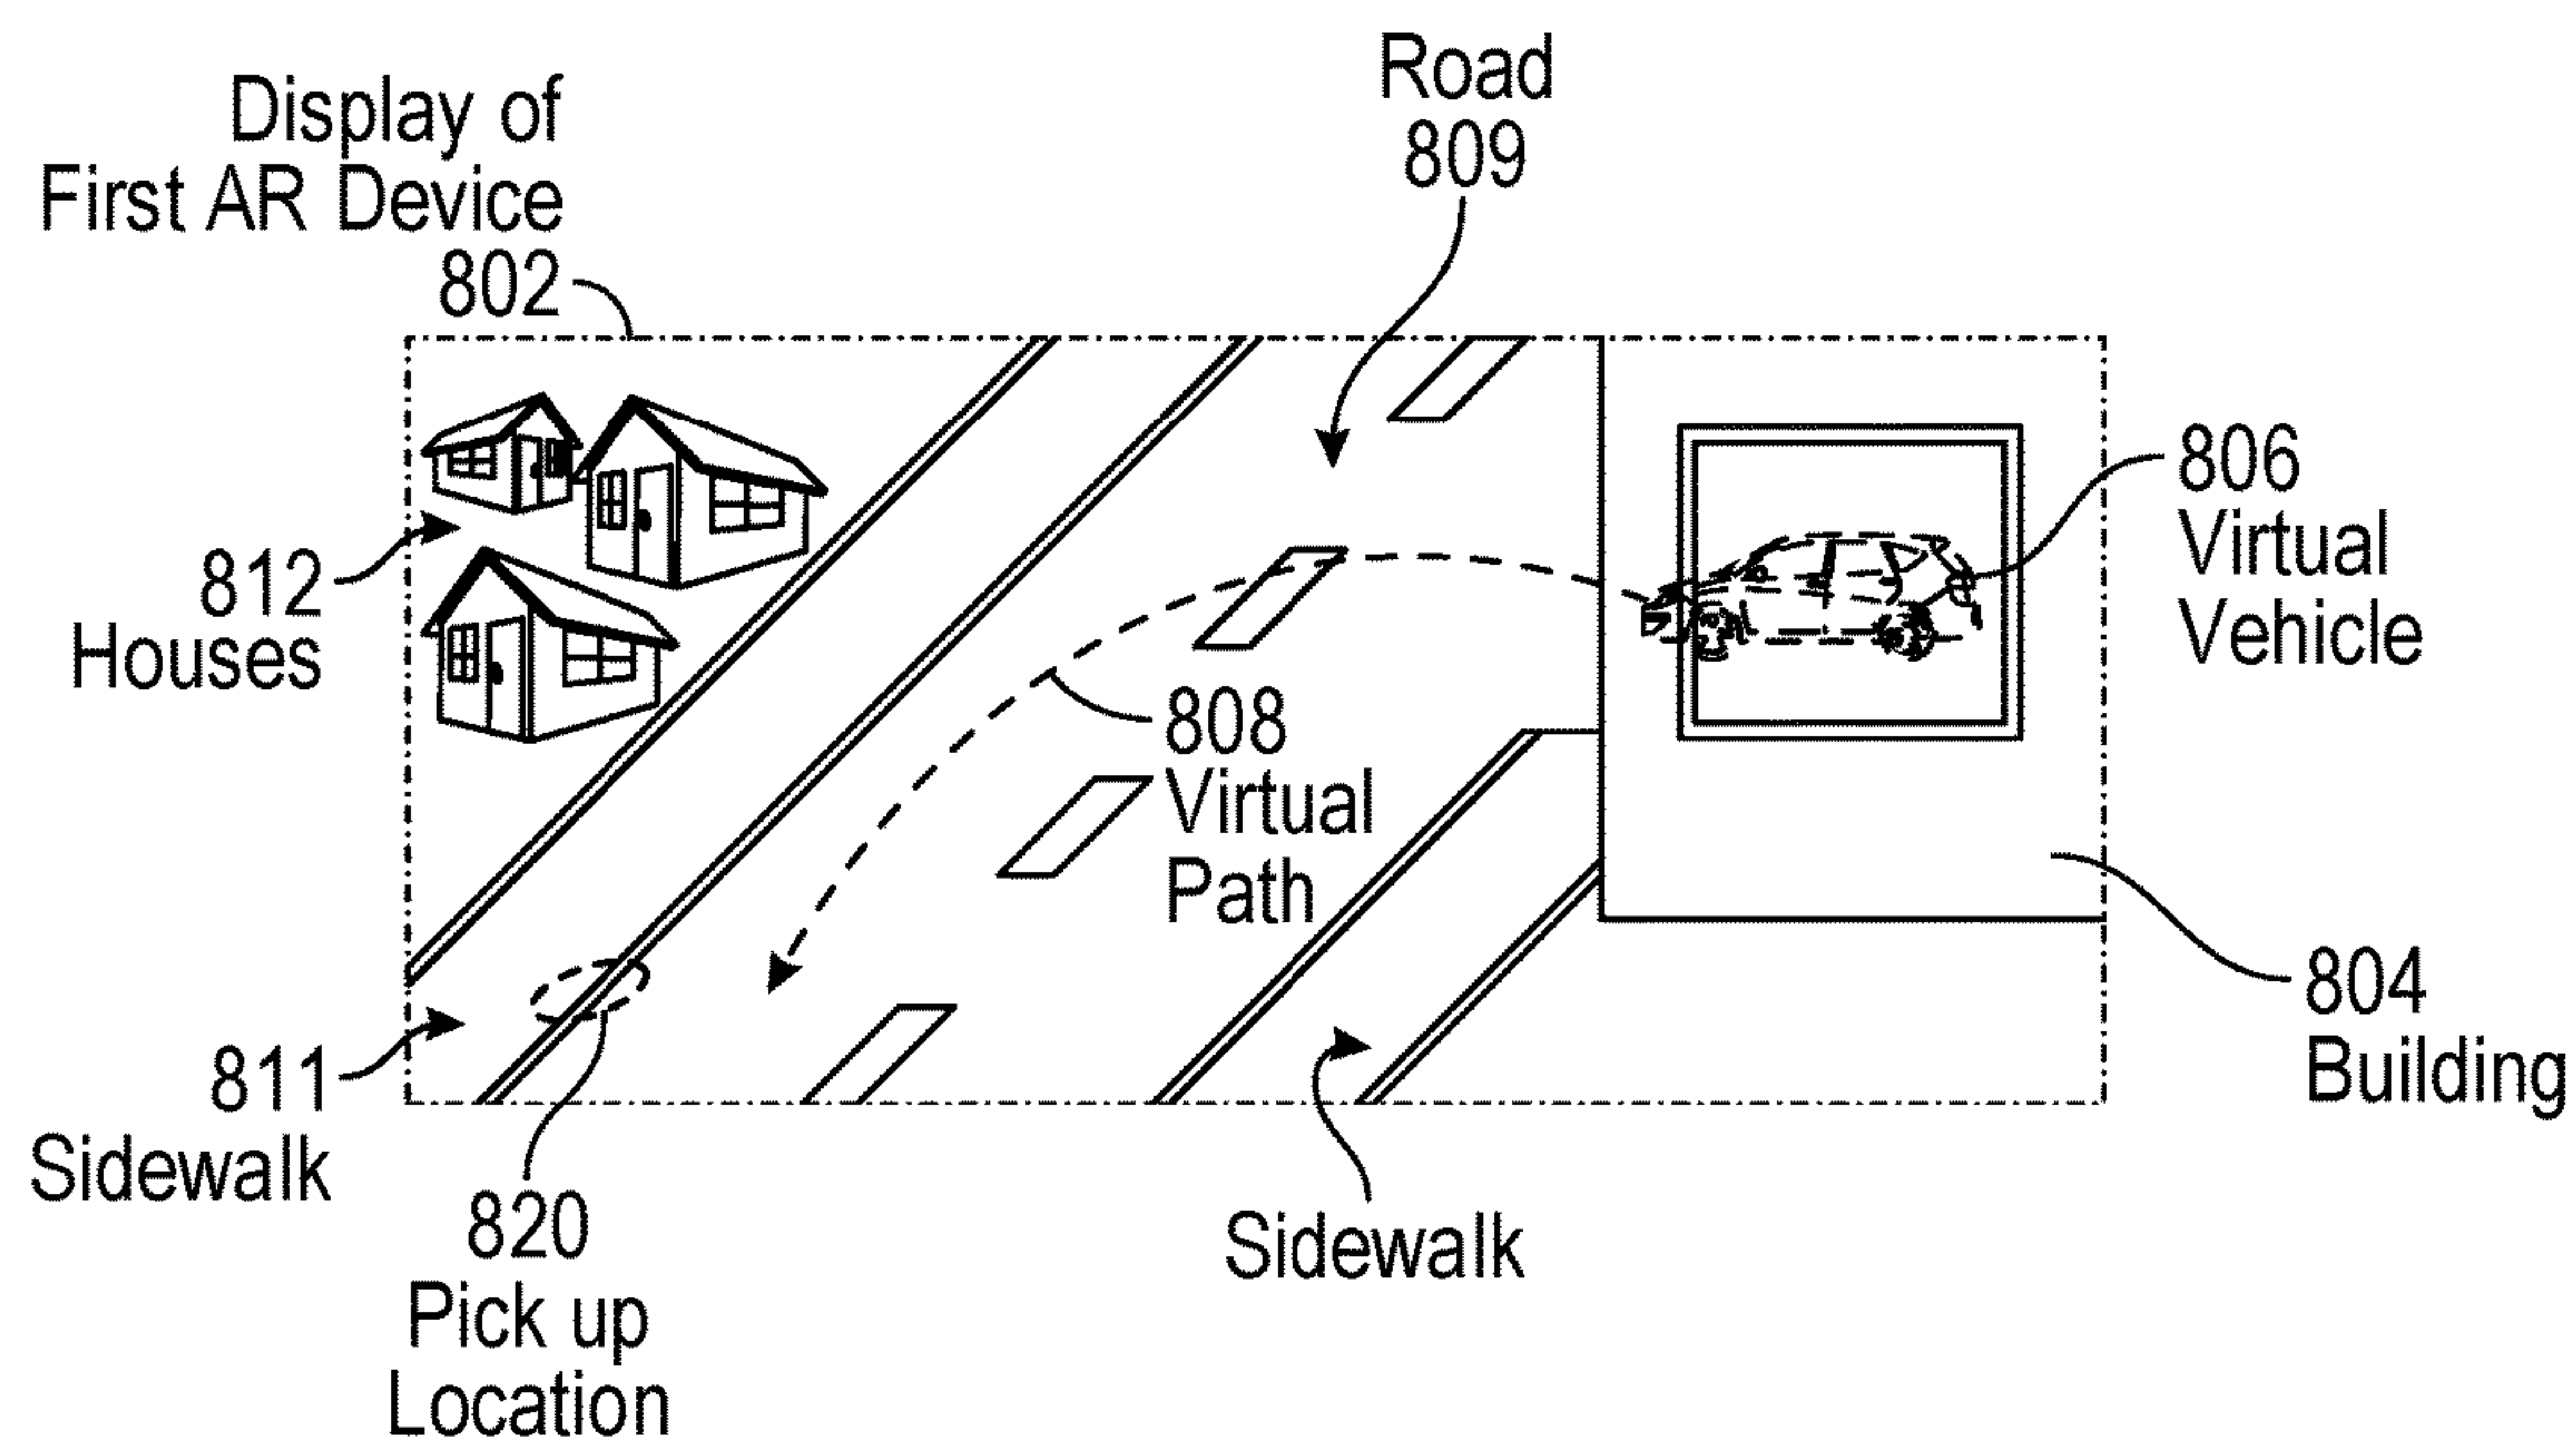 Display of
First AR Device
802
Road
809
806
Virtual
Vehicle
812
Houses
808
Virtual
Path
804
Building
811
Sidewalk
820
Pick up
Location
Sidewalk